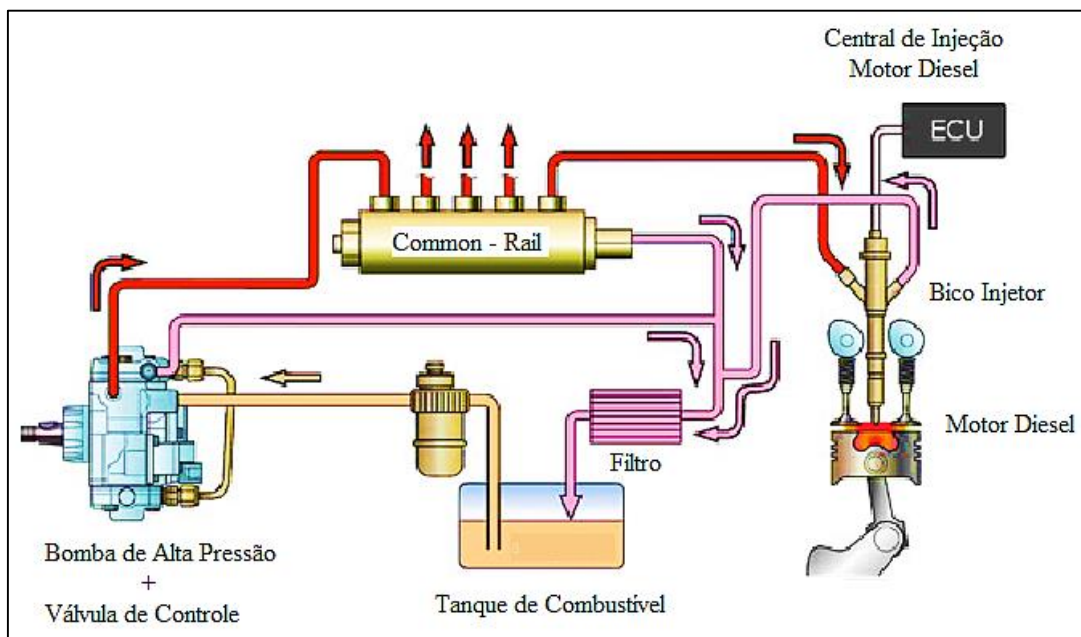 Central de Injeção
Motor Diesel
ECU
Common - Rail
Bico Injetor
Motor Diesel
Filtro
Bomba de Alta Pressão
+
Válvula de Controle
Tanque de Combustível